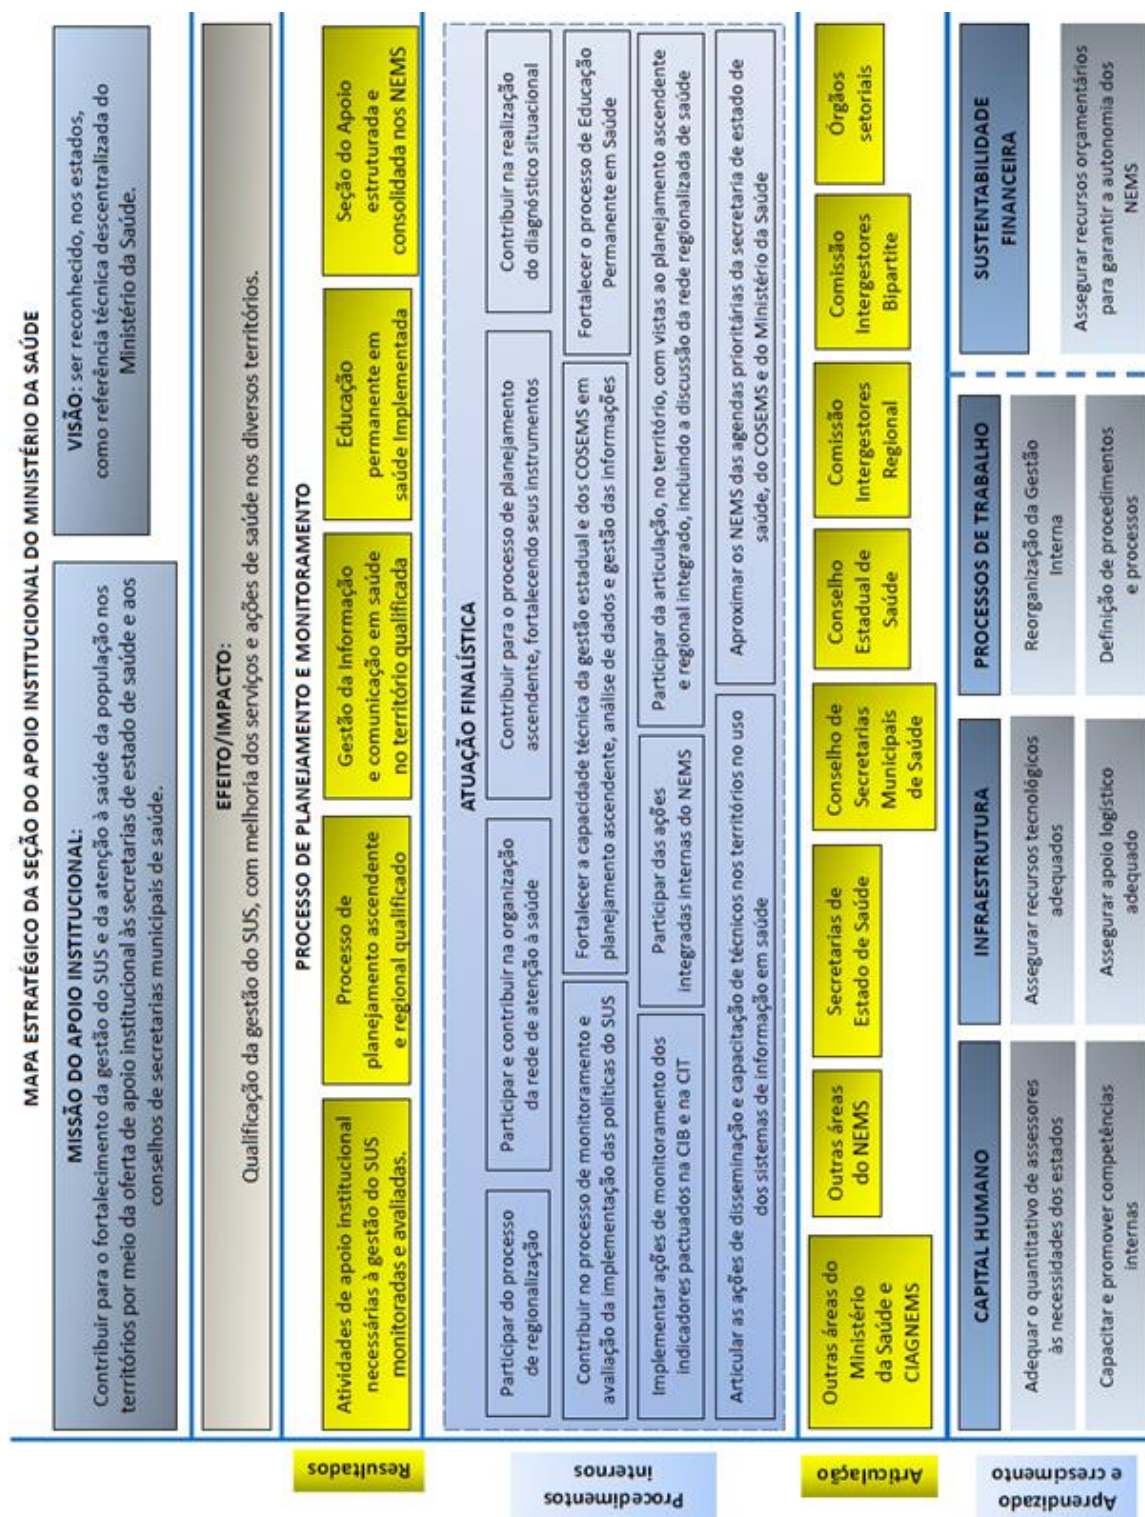 MAPA ESTRATÉGICO DA SEÇÃO DO APOIO INSTITUCIONAL DO MINISTÉRIO DA SAÚDE
MISSÃO DO APOIO INSTITUCIONAL:
Contribuir para o fortalecimento da gestão do SUS e da atenção à saúde da população nos
territórios por meio da oferta de apoio institucional às secretarias de estado de saúde e aos
conselhos de secretarias municipais de saúde.
VISÃO: ser reconhecido, nos estados,
como referência técnica descentralizada do
Ministério da Saúde.
EFEITO/IMPACTO:
Qualificação da gestão do SUS, com melhoria dos serviços e ações de saúde nos diversos territórios.
Resultados
PROCESSO DE PLANEJAMENTO E MONITORAMENTO
Atividades de apoio institucional
necessárias à gestão do SUS
monitoradas e avaliadas.
Processo de
planejamento ascendente
e regional qualificado
Gestão da Informação
e comunicação em saúde
no território qualificada
Educação
permanente em
saúde Implementada
Seção do Apoio
estruturada e
consolidada nos NEMS
Procedimentos
internos
ATUAÇÃO FINALÍSTICA
Participar do processo
de regionalização
Participar e contribuir na organização
da rede de atenção à saúde
Contribuir para o processo de planejamento
ascendente, fortalecendo seus instrumentos
Contribuir na realização
do diagnóstico situacional
Contribuir no processo de monitoramento e
avaliação da implementação das políticas do SUS
Fortalecer a capacidade técnica da gestão estadual e dos COSEMS em
planejamento ascendente, análise de dados e gestão das informações
Fortalecer o processo de Educação
Permanente em Saúde
Implementar ações de monitoramento dos
indicadores pactuados na CIB e na CIT
Participar das ações
integradas internas do NEMS
Participar da articulação, no território, com vistas ao planejamento ascendente
e regional integrado, incluindo a discussão da rede regionalizada de saúde
Articular as ações de disseminação e capacitação de técnicos nos territórios no uso
dos sistemas de informação em saúde
Aproximar os NEMS das agendas prioritárias da secretaria de estado de
saúde, do COSEMS e do Ministério da Saúde
Articulação
Outras áreas do
Ministério
da Saúde e
CIAGNEMS
Outras áreas
do NEMS
Secretarias de
Estado de Saúde
Conselho de
Secretarias
Municipais
de Saúde
Conselho
Estadual de
Saúde
Comissão
Intergestores
Regional
Comissão
Intergestores
Bipartite
Órgãos
setoriais
Aprendizado
e crescimento
CAPITAL HUMANO
Adequar o quantitativo de assessores
às necessidades dos estados
Capacitar e promover competências
internas
INFRAESTRUTURA
Assegurar recursos tecnológicos
adequados
Assegurar apoio logístico
adequado
PROCESSOS DE TRABALHO
Reorganização da Gestão
Interna
Definição de procedimentos
e processos
SUSTENTABILIDADE
FINANCEIRA
Assegurar recursos orçamentários
para garantir a autonomia dos
NEMS